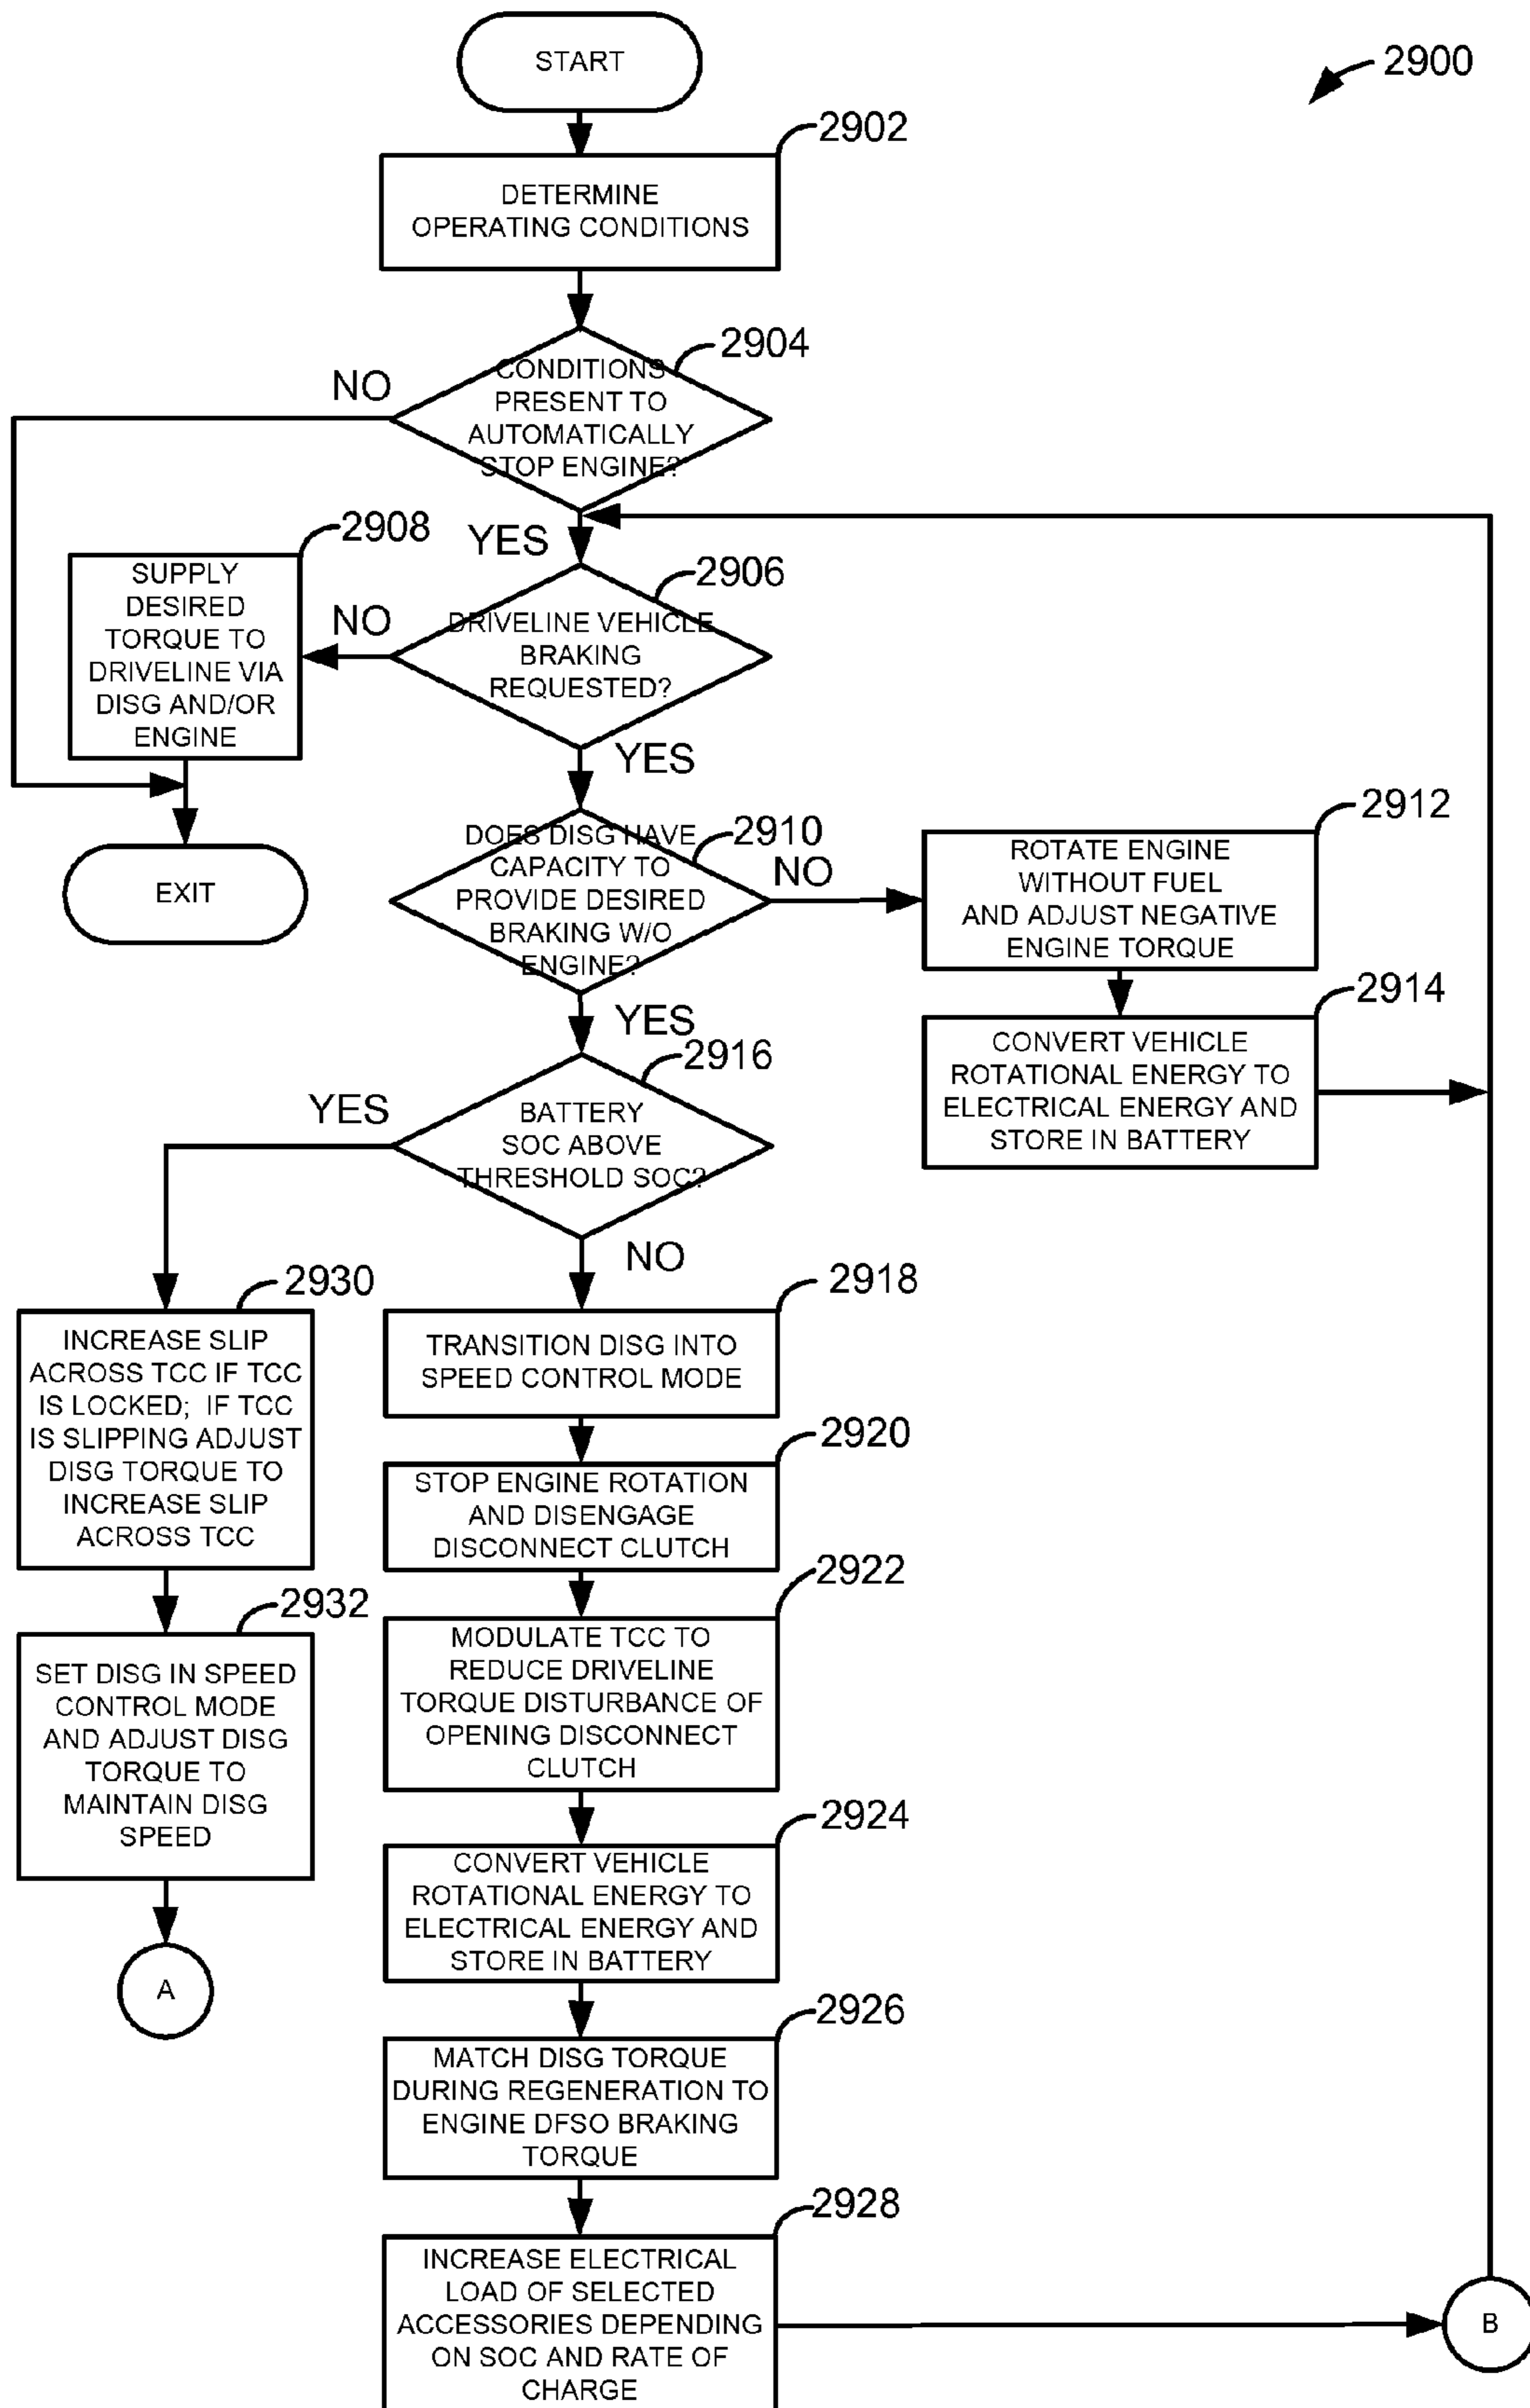 START
2900
2902
DETERMINE
OPERATING CONDITIONS
2904
CONDITIONS
PRESENT TO
AUTOMATICALLY
STOP ENGINE?
NO
YES
2906
DRIVELINE VEHICLE
BRAKING
REQUESTED?
NO
2908
SUPPLY
DESIRED
TORQUE TO
DRIVELINE VIA
DISG AND/OR
ENGINE
EXIT
YES
2910
DOES DISG HAVE
CAPACITY TO
PROVIDE DESIRED
BRAKING W/O
ENGINE?
NO
2912
ROTATE ENGINE
WITHOUT FUEL
AND ADJUST NEGATIVE
ENGINE TORQUE
2914
CONVERT VEHICLE
ROTATIONAL ENERGY TO
ELECTRICAL ENERGY AND
STORE IN BATTERY
YES
2916
BATTERY
SOC ABOVE
THRESHOLD SOC?
YES
NO
2930
INCREASE SLIP
ACROSS TCC IF TCC
IS LOCKED; IF TCC
IS SLIPPING ADJUST
DISG TORQUE TO
INCREASE SLIP
ACROSS TCC
2932
SET DISG IN SPEED
CONTROL MODE
AND ADJUST DISG
TORQUE TO
MAINTAIN DISG
SPEED
A
2918
TRANSITION DISG INTO
SPEED CONTROL MODE
2920
STOP ENGINE ROTATION
AND DISENGAGE
DISCONNECT CLUTCH
2922
MODULATE TCC TO
REDUCE DRIVELINE
TORQUE DISTURBANCE OF
OPENING DISCONNECT
CLUTCH
2924
CONVERT VEHICLE
ROTATIONAL ENERGY TO
ELECTRICAL ENERGY AND
STORE IN BATTERY
2926
MATCH DISG TORQUE
DURING REGENERATION TO
ENGINE DFSO BRAKING
TORQUE
2928
INCREASE ELECTRICAL
LOAD OF SELECTED
ACCESSORIES DEPENDING
ON SOC AND RATE OF
CHARGE
B